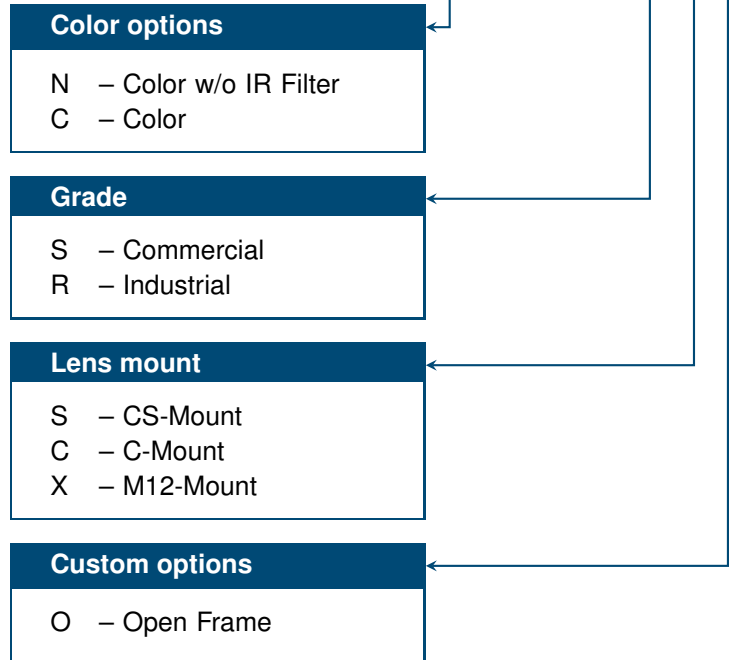 Color options
N – Color w/o IR Filter
C – Color
Grade
S – Commercial
R – Industrial
Lens mount
S – CS-Mount
C – C-Mount
X – M12-Mount
Custom options
O – Open Frame